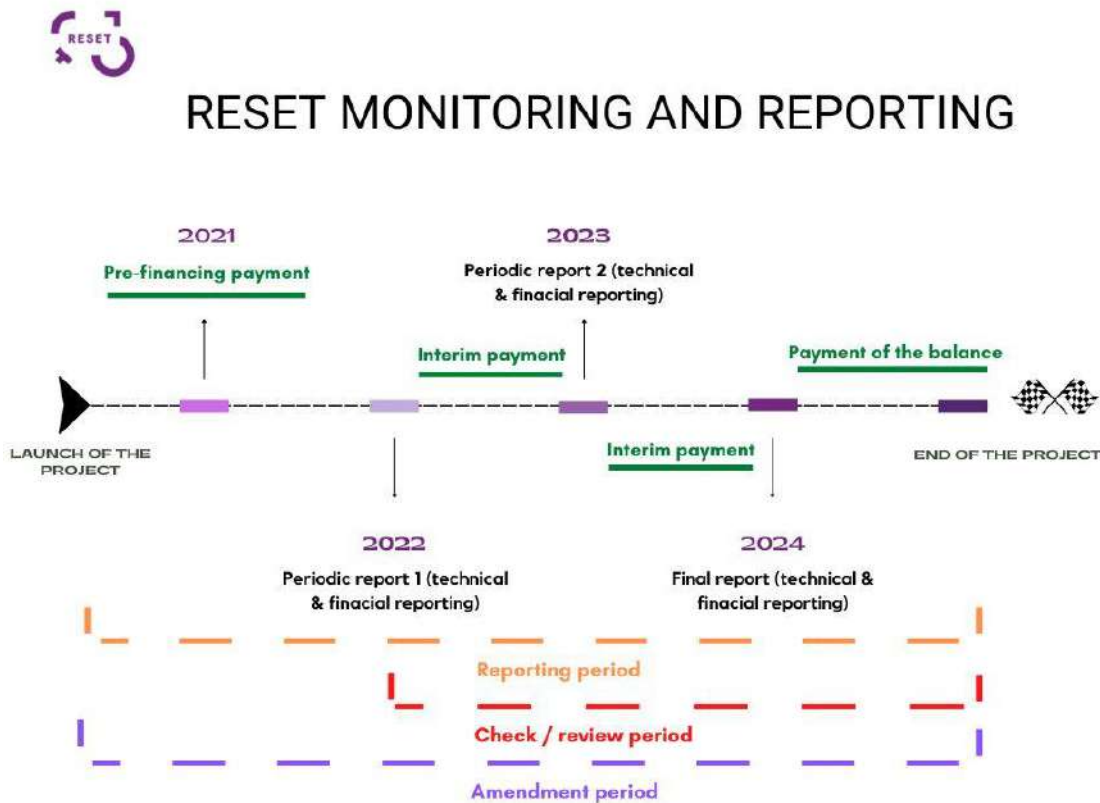 RESET
RESET MONITORING AND REPORTING
2021
Pre-financing payment
2023
Periodic report 2 (technical
& finacial reporting)
Interim payment
Payment of the balance
LAUNCH OF THE
PROJECT
Interim payment
END OF THE PROJECT
2022
Periodic report 1 (technical
& finacial reporting)
2024
Final report (technical &
finacial reporting)
Reporting period
Check / review period
Amendment period